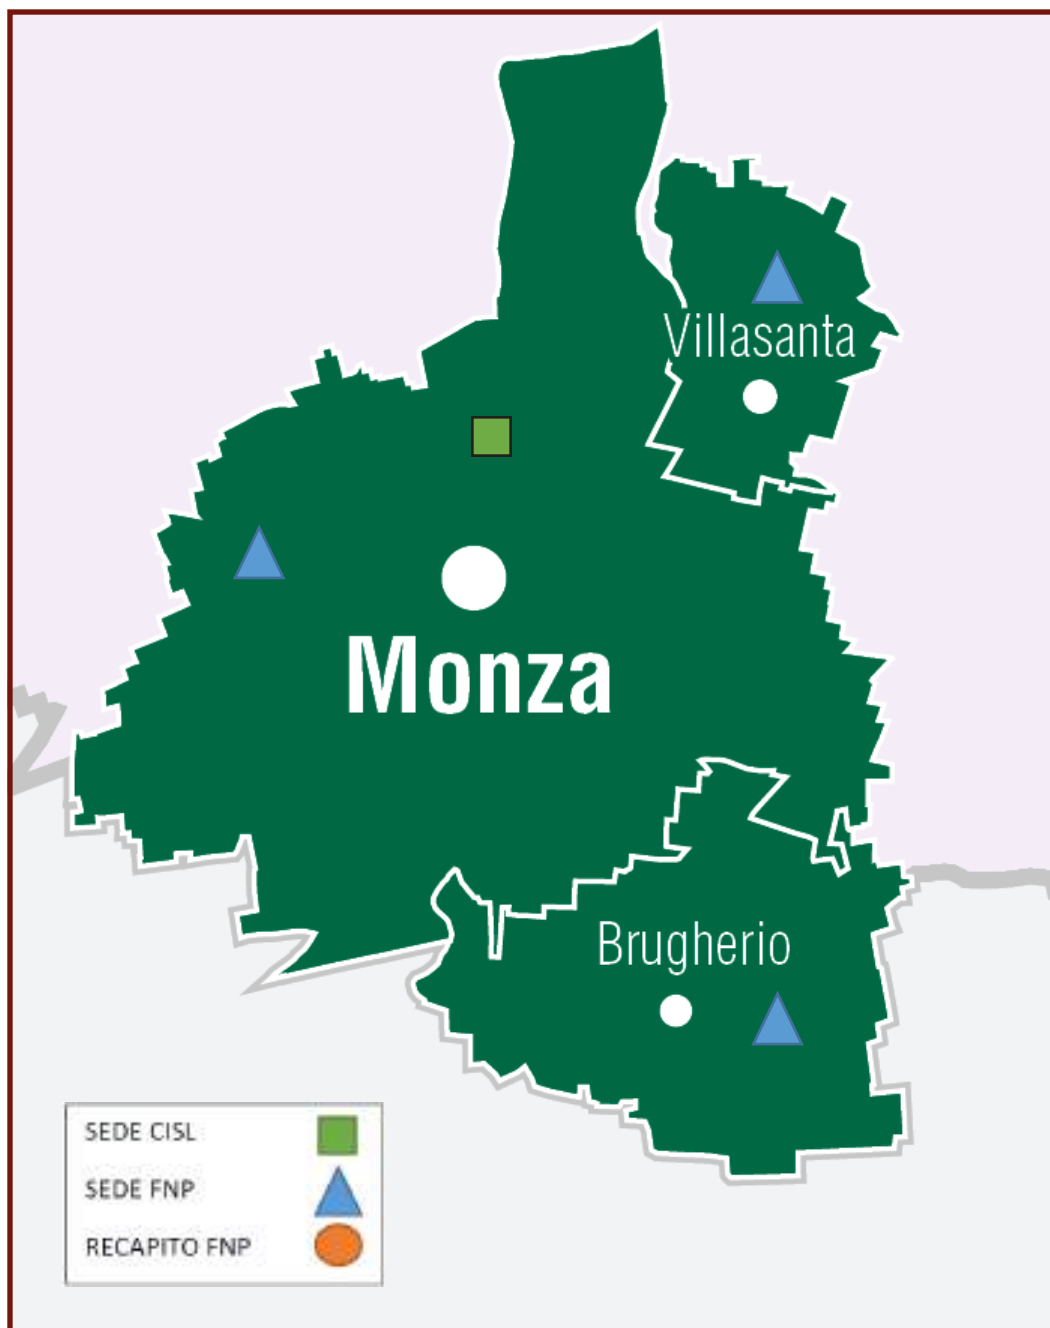 Villasanta
Monza
Brugherio
SEDE CISL
SEDE FNP
RECAPITO FNP